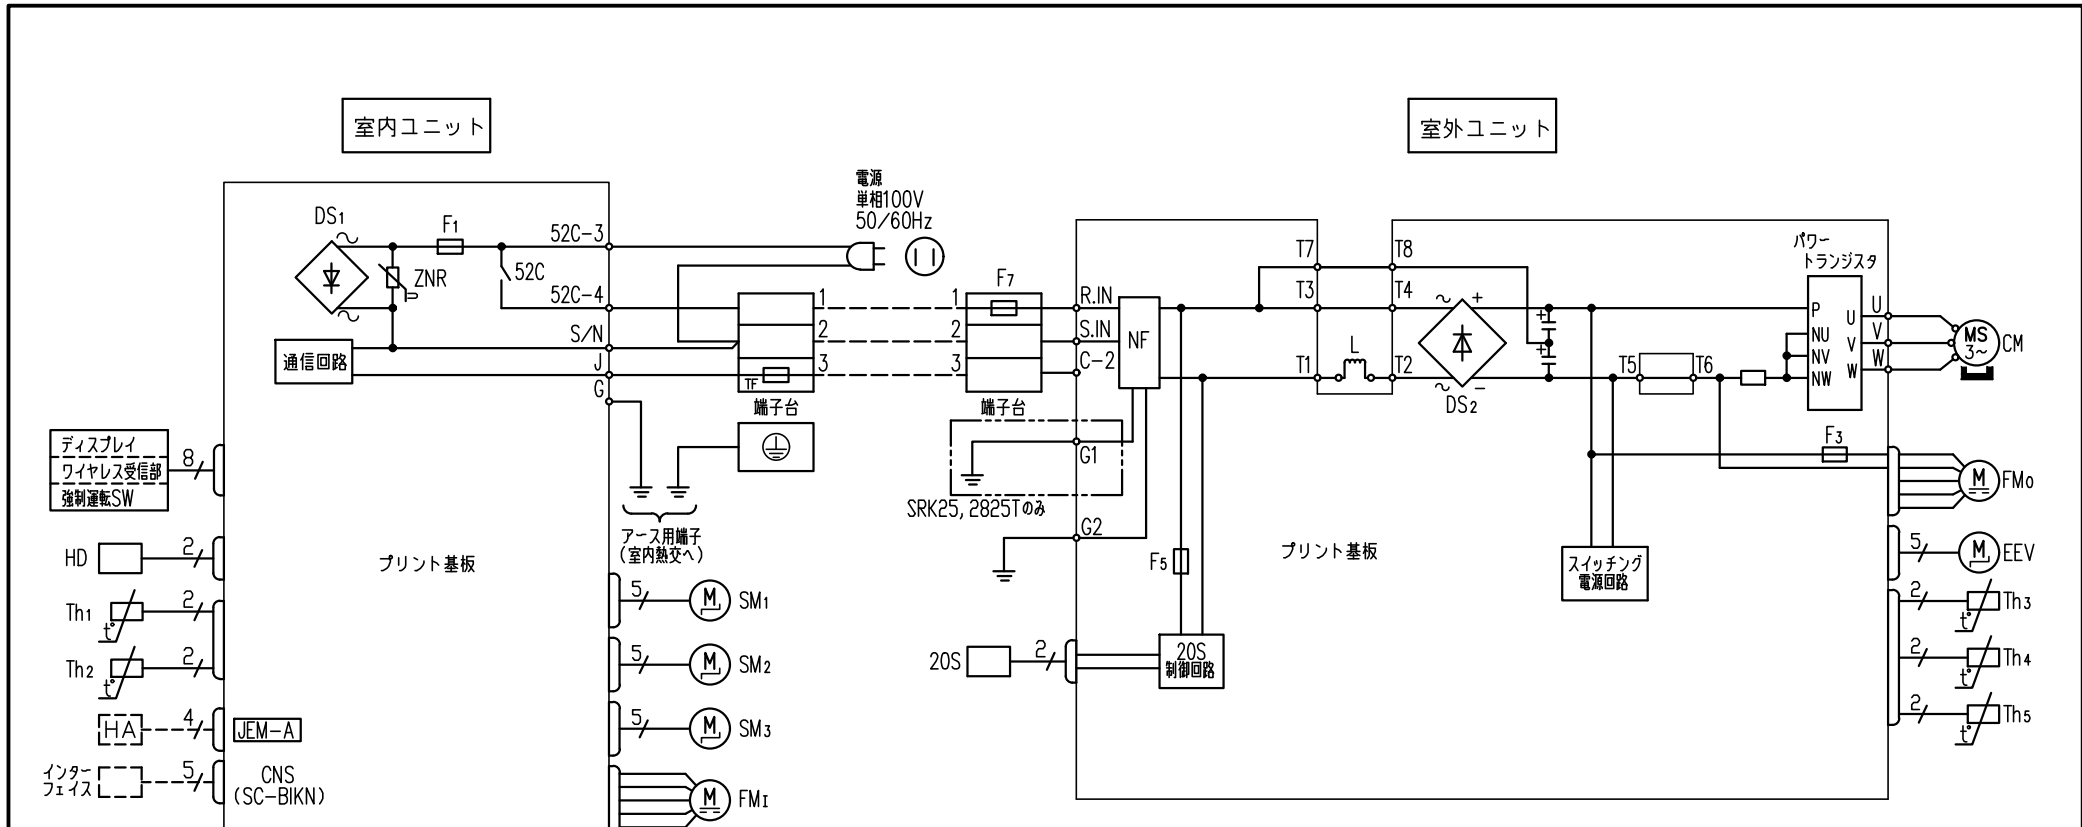 室内ユニット
室外ユニット
電源
単相100V
50/60Hz
DS1
F1
52C-3
52C
ZNR
52C-4
S/N
通信回路
J
G
TF
1
2
3
端子台
1
2
3
F7
端子台
R.IN
S.IN
C-2
NF
G1
SRK25, 2825Tのみ
G2
F5
T7
T8
T3
T4
T1
L
T2
DS2
+
−
+
+
T5
T6
パワー
トランジスタ
P
NU
NV
NW
U
V
W
U
V
W
MS
3~
CM
F3
M
FMo
5
M
EEV
2
t°
Th3
2
t°
Th4
2
t°
Th5
スイッチング
電源回路
プリント基板
20S
2
20S
制御回路
ディスプレイ
ワイヤレス受信部
強制運転SW
8
HD
2
Th1
t°
2
Th2
t°
2
HA
4
JEM-A
インター
フェイス
5
CNS
(SC-BIKN)
プリント基板
アース用端子
(室内熱交へ)
5
M
SM1
5
M
SM2
5
M
SM3
M
FMI